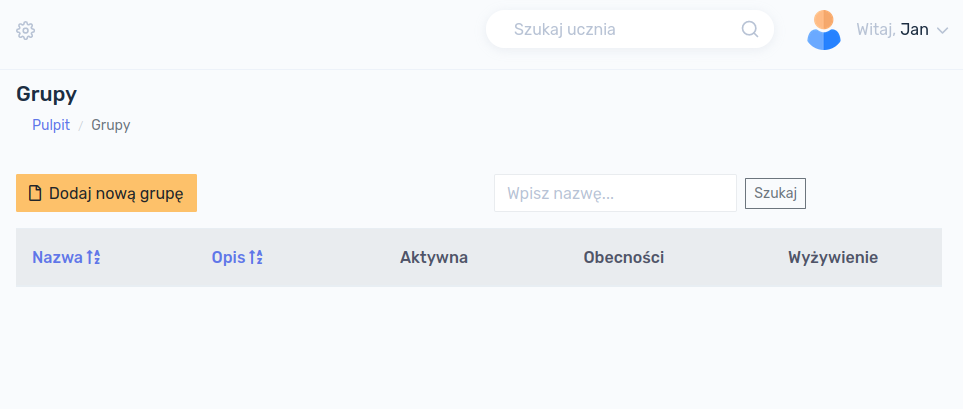 Szukaj ucznia
Witaj, Jan
Grupy
Pulpit / Grupy
Dodaj nową grupę
Wpisz nazwę...
Szukaj
Nazwa Opis Aktywna Obecności Wyżywienie